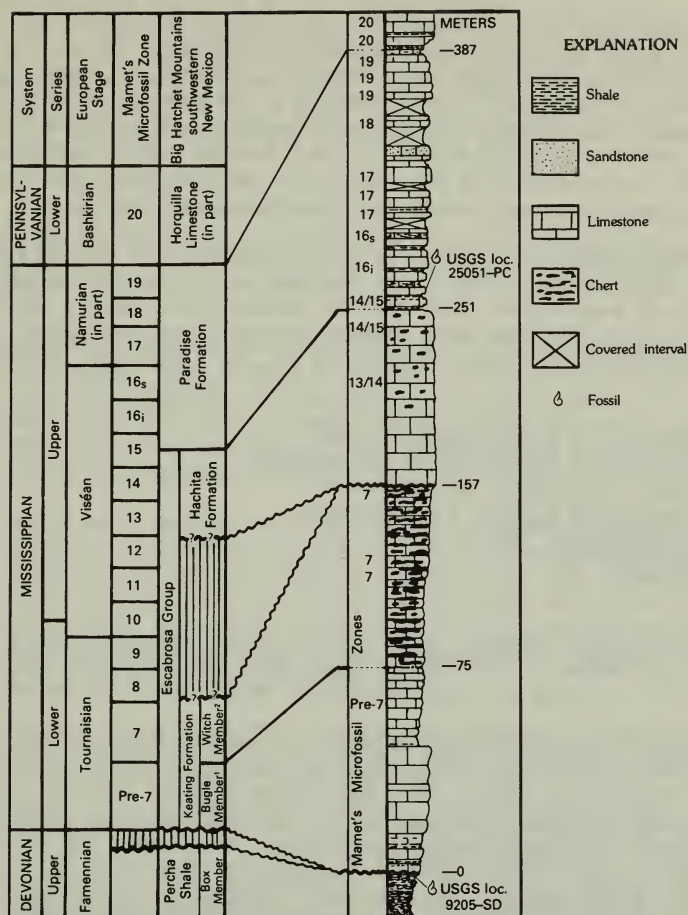 System
Series
European
Stage
Mamet's
Microfossil Zone
Big Hatchet Mountains
southwestern
New Mexico
PENNSYL-
VANIAN
Lower
Bashkirian
20
Horquilla
Limestone
(in part)
MISSISSIPPIAN
Upper
Lower
Namurian
(in part)
Viséan
Tournaisian
19
18
17
16s
16i
15
14
13
12
11
10
9
8
7
Pre-7
Paradise
Formation
Escabrosa Group
Hachita
Formation
?
?
?
?
Keating Formation
Witch
Member²
Bugle
Member¹
DEVONIAN
Upper
Famennian
Percha
Shale
Box
Member
20
20
19
19
19
18
17
17
17
16s
16i
14/15
14/15
13/14
7
7
7
Pre-7
Mamet's Microfossil Zones
METERS
—387
USGS loc.
25051–PC
—251
—157
—75
—0
USGS loc.
9205–SD
EXPLANATION
Shale
Sandstone
Limestone
Chert
Covered interval
Fossil